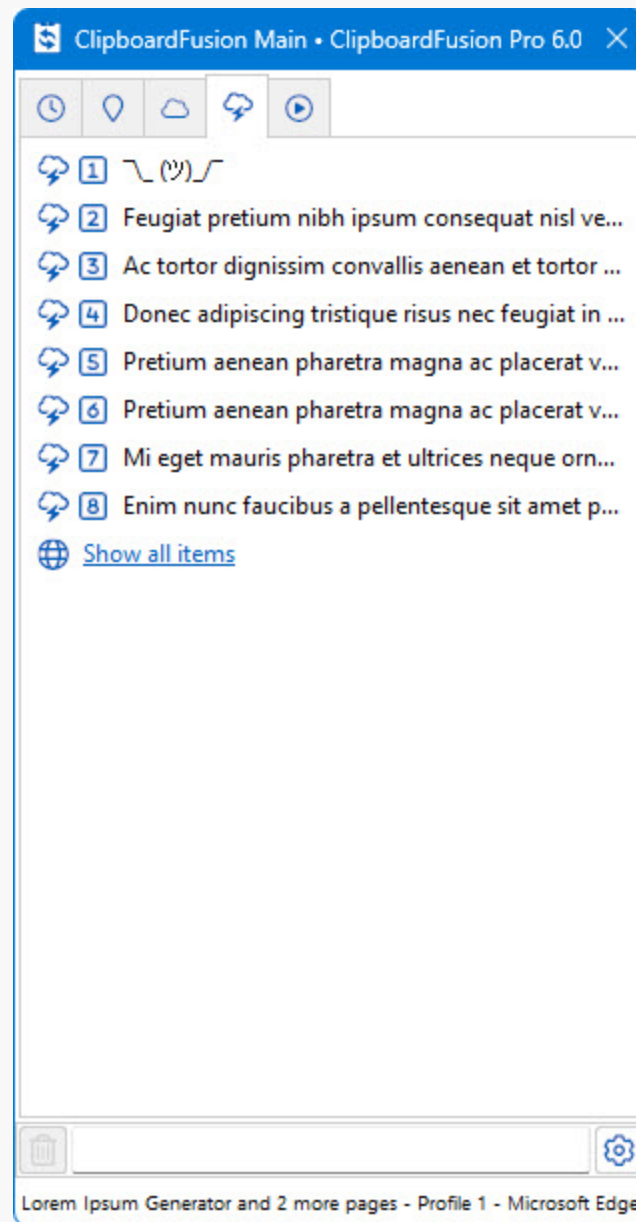 ClipboardFusion Main • ClipboardFusion Pro 6.0
1 ¯\_(ツ)_/¯
2 Feugiat pretium nibh ipsum consequat nisl ve...
3 Ac tortor dignissim convallis aenean et tortor ...
4 Donec adipiscing tristique risus nec feugiat in ...
5 Pretium aenean pharetra magna ac placerat v...
6 Pretium aenean pharetra magna ac placerat v...
7 Mi eget mauris pharetra et ultrices neque orn...
8 Enim nunc faucibus a pellentesque sit amet p...
Show all items
Lorem Ipsum Generator and 2 more pages - Profile 1 - Microsoft Edge